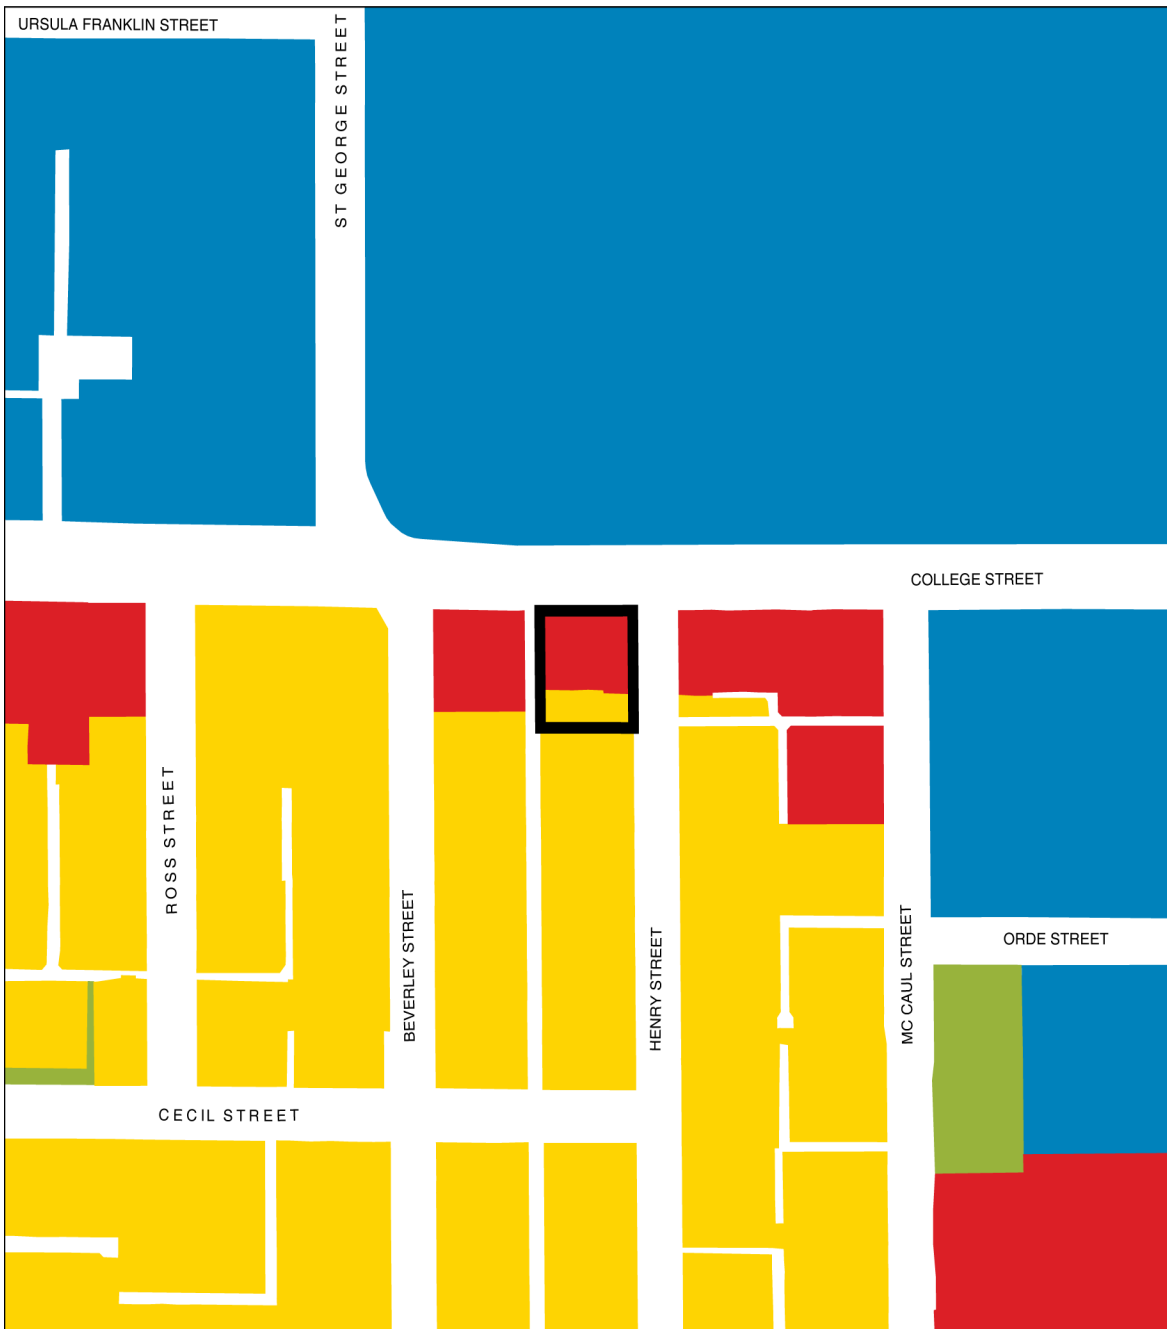 URSULA FRANKLIN STREET
ST GEORGE STREET
COLLEGE STREET
ROSS STREET
BEVERLEY STREET
HENRY STREET
MC CAUL STREET
ORDE STREET
CECIL STREET